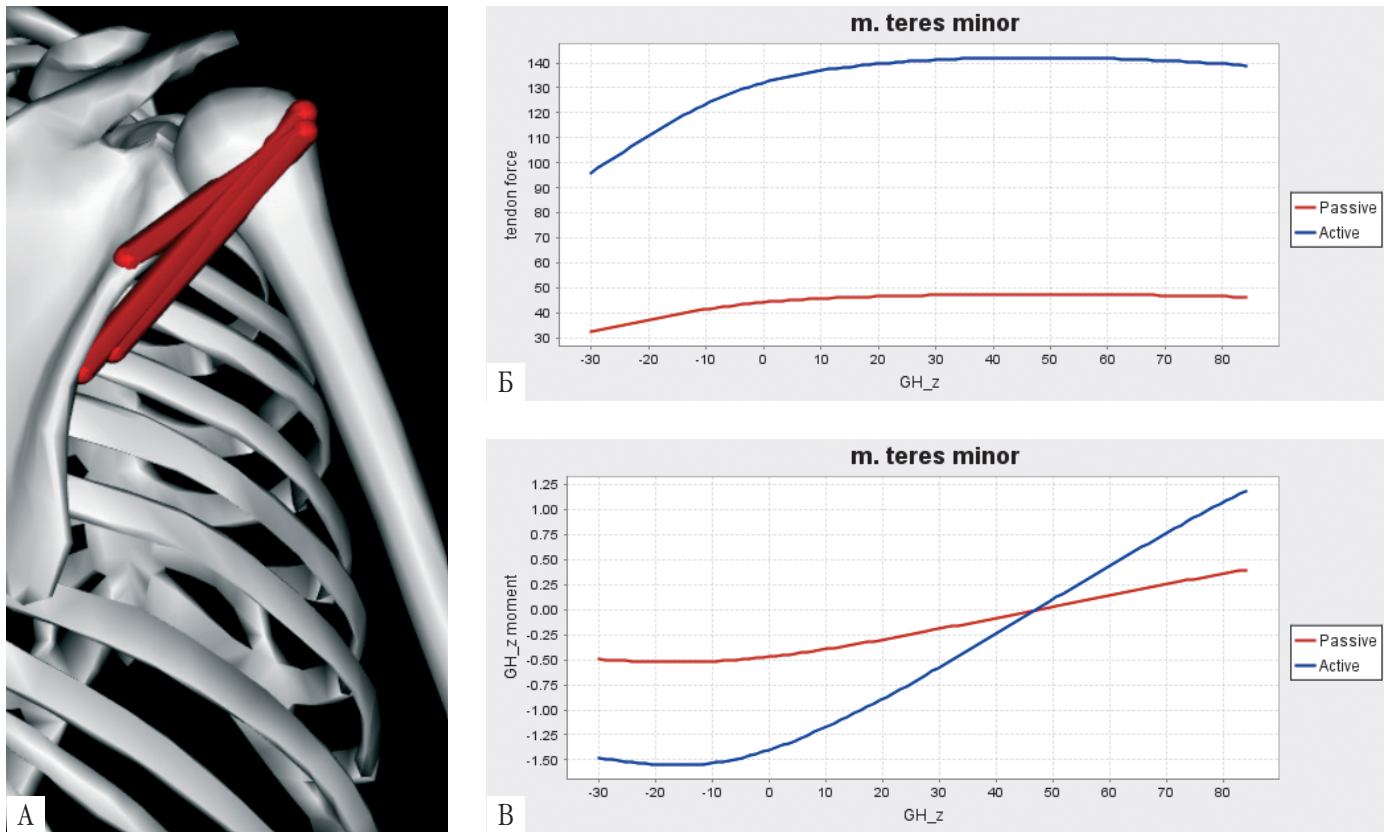 А
m. teres minor
tendon force
140
130
120
110
100
90
80
70
60
50
40
30
-30 -20 -10 0 10 20 30 40 50 60 70 80
GH_z
Passive
Active
Б
m. teres minor
GH_z moment
1.25
1.00
0.75
0.50
0.25
0.00
-0.25
-0.50
-0.75
-1.00
-1.25
-1.50
-30 -20 -10 0 10 20 30 40 50 60 70 80
GH_z
Passive
Active
В